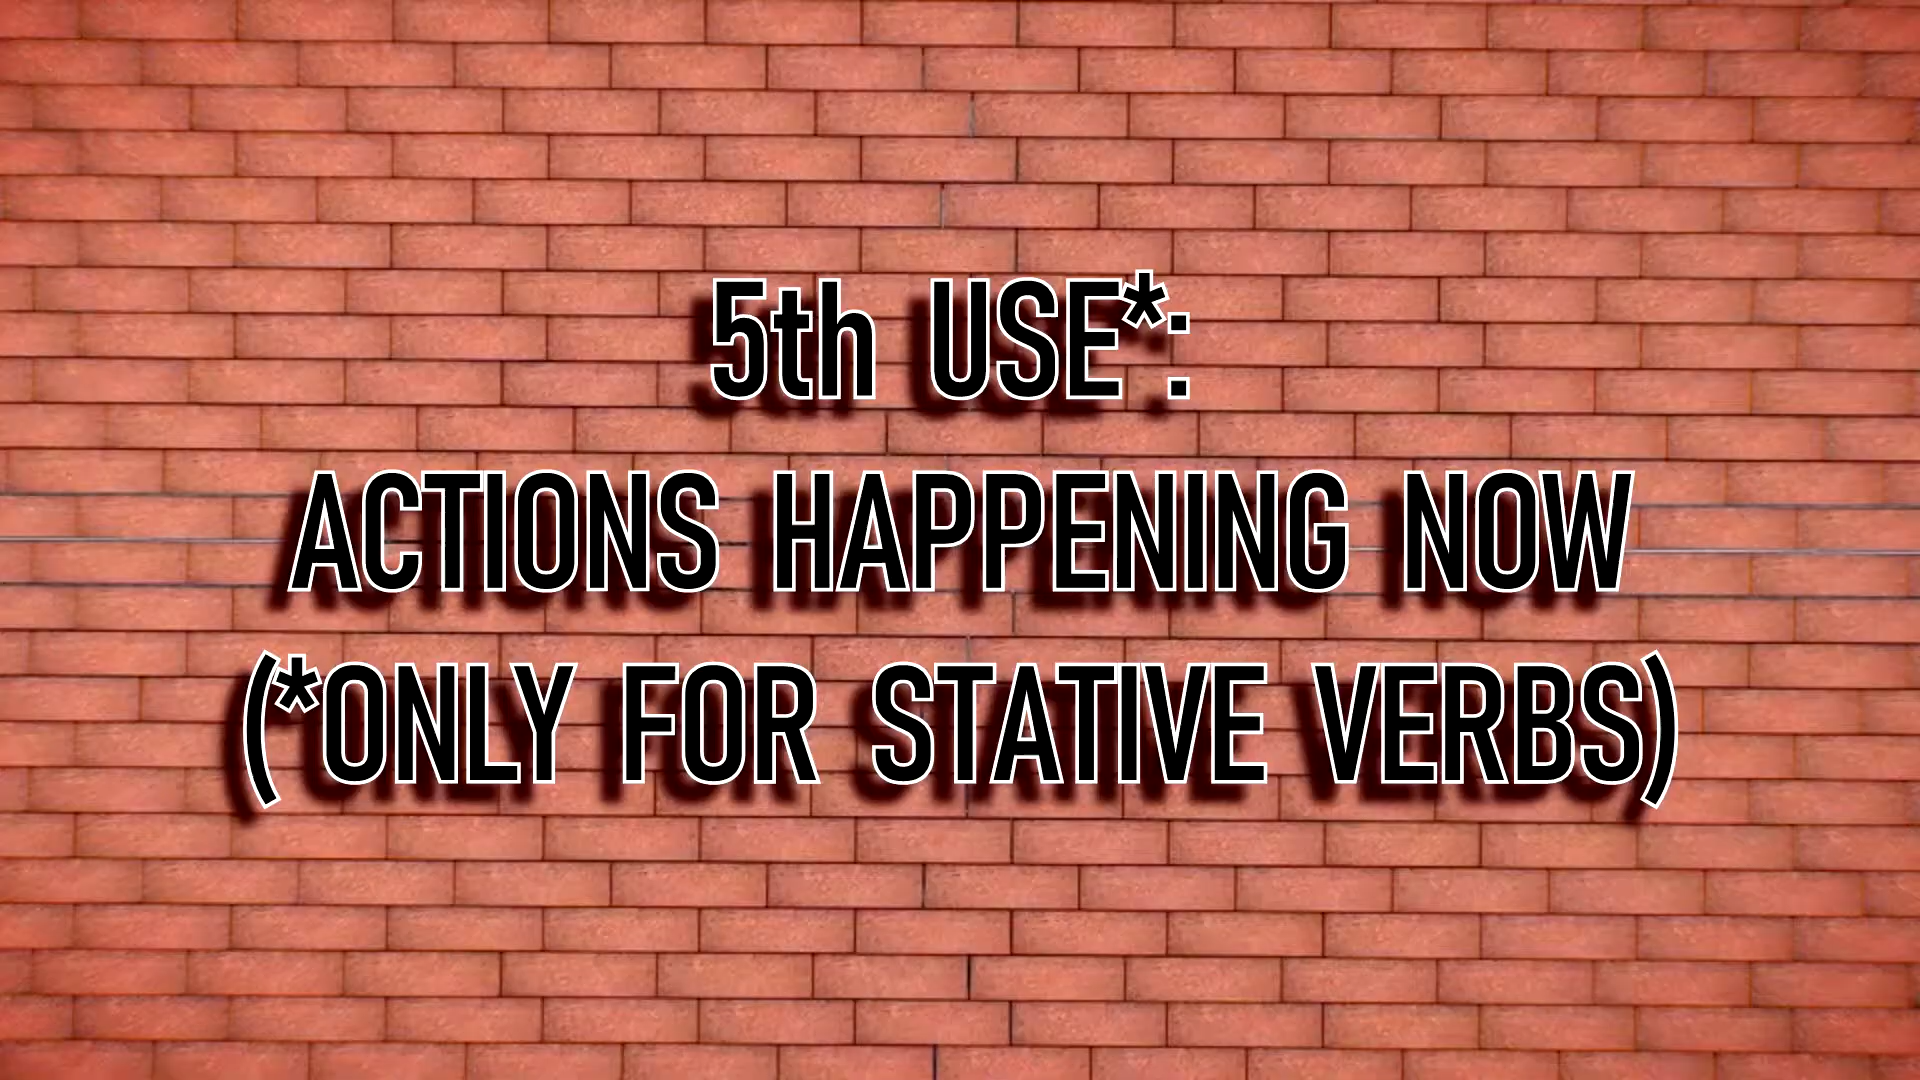 5th USE*:
ACTIONS HAPPENING NOW
(*ONLY FOR STATIVE VERBS)